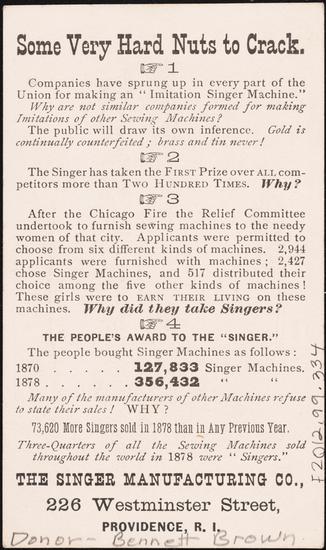 Some Very Hard Nuts to Crack.
☞ 1
Companies have sprung up in every part of the
Union for making an "Imitation Singer Machine."
Why are not similar companies formed for making
Imitations of other Sewing Machines?
The public will draw its own inference. Gold is
continually counterfeited; brass and tin never!
☞ 2
The Singer has taken the FIRST Prize over ALL com-
petitors more than TWO HUNDRED TIMES. Why?
☞ 3
After the Chicago Fire the Relief Committee
undertook to furnish sewing machines to the needy
women of that city. Applicants were permitted to
choose from six different kinds of machines. 2,944
applicants were furnished with machines; 2,427
chose Singer Machines, and 517 distributed their
choice among the five other kinds of machines!
These girls were to EARN THEIR LIVING on these
machines. Why did they take Singers?
☞ 4
THE PEOPLE'S AWARD TO THE "SINGER."
The people bought Singer Machines as follows:
1870 . . . . . 127,833 Singer Machines.
1878 . . . . . 356,432 " "
Many of the manufacturers of other Machines refuse
to state their sales! WHY?
73,620 More Singers sold in 1878 than in Any Previous Year.
Three-Quarters of all the Sewing Machines sold
throughout the world in 1878 were "Singers."
THE SINGER MANUFACTURING CO.,
226 Westminster Street,
PROVIDENCE, R. I.
Donor - Bennett Brown.
F2012.99.334